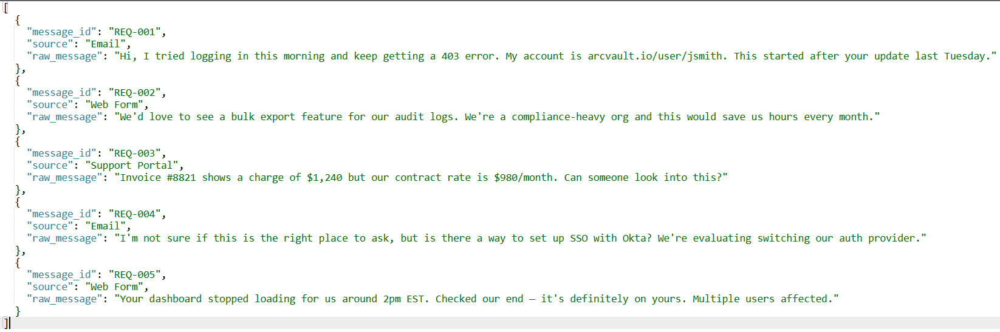 [
  {
    "message_id": "REQ-001",
    "source": "Email",
    "raw_message": "Hi, I tried logging in this morning and keep getting a 403 error. My account is arcvault.io/user/jsmith. This started after your update last Tuesday."
  },
  {
    "message_id": "REQ-002",
    "source": "Web Form",
    "raw_message": "We'd love to see a bulk export feature for our audit logs. We're a compliance-heavy org and this would save us hours every month."
  },
  {
    "message_id": "REQ-003",
    "source": "Support Portal",
    "raw_message": "Invoice #8821 shows a charge of $1,240 but our contract rate is $980/month. Can someone look into this?"
  },
  {
    "message_id": "REQ-004",
    "source": "Email",
    "raw_message": "I'm not sure if this is the right place to ask, but is there a way to set up SSO with Okta? We're evaluating switching our auth provider."
  },
  {
    "message_id": "REQ-005",
    "source": "Web Form",
    "raw_message": "Your dashboard stopped loading for us around 2pm EST. Checked our end — it's definitely on yours. Multiple users affected."
  }
]